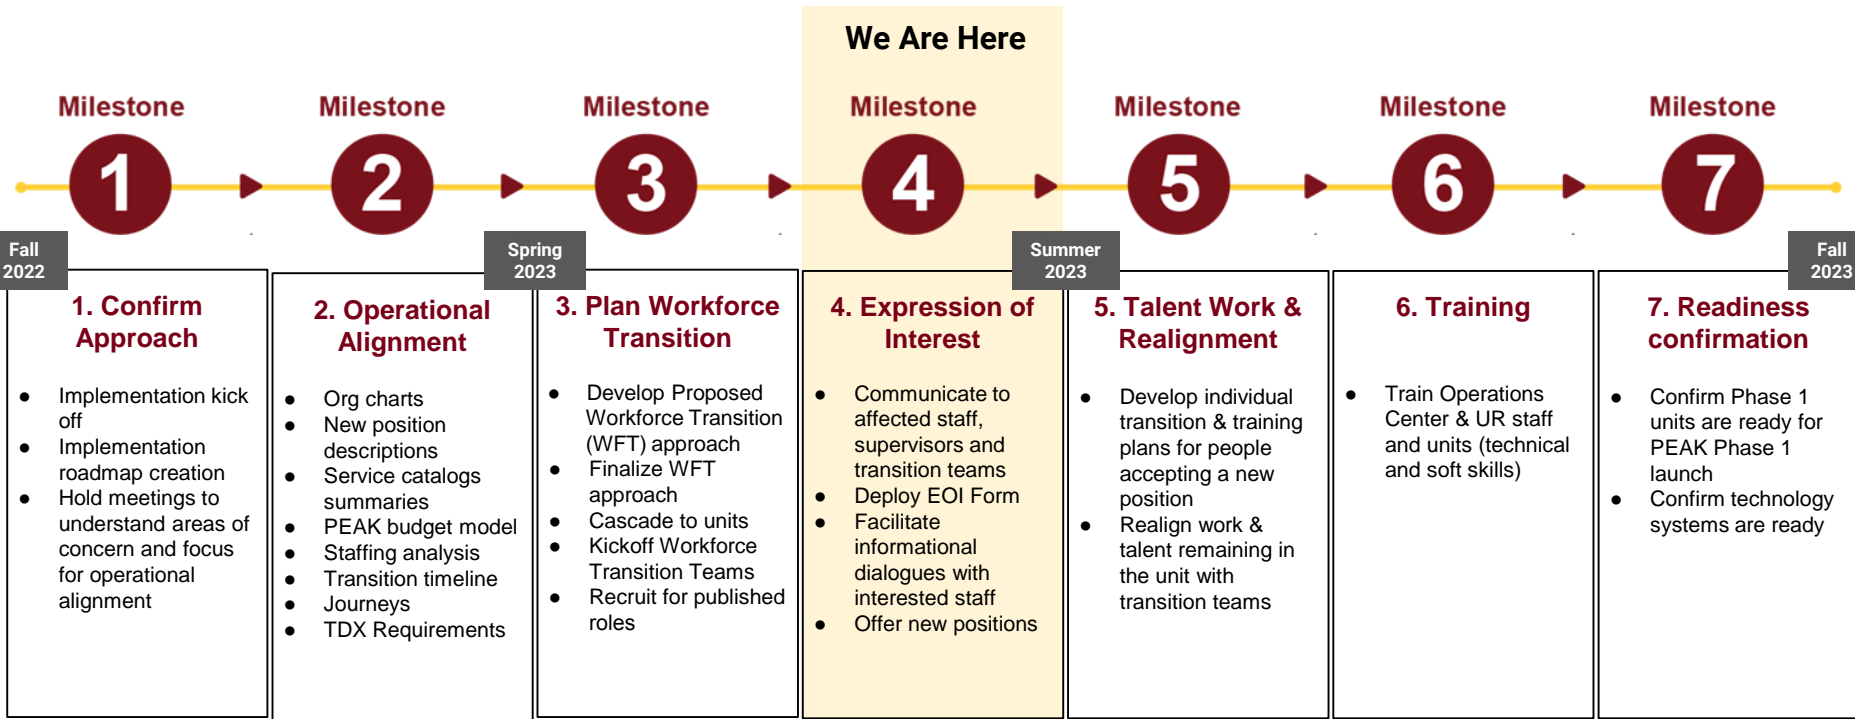 We Are Here
Milestone
Milestone
Milestone
Milestone
Milestone
Milestone
Milestone
1
2
3
4
5
6
7
Fall
2022
Spring
2023
Summer
2023
Fall
2023
1. Confirm
Approach
● Implementation kick
off
● Implementation
roadmap creation
● Hold meetings to
understand areas of
concern and focus
for operational
alignment
2. Operational
Alignment
● Org charts
● New position
descriptions
● Service catalogs
summaries
● PEAK budget model
● Staffing analysis
● Transition timeline
● Journeys
● TDX Requirements
3. Plan Workforce
Transition
● Develop Proposed
Workforce Transition
(WFT) approach
● Finalize WFT
approach
● Cascade to units
● Kickoff Workforce
Transition Teams
● Recruit for published
roles
4. Expression of
Interest
● Communicate to
affected staff,
supervisors and
transition teams
● Deploy EOI Form
● Facilitate
informational
dialogues with
interested staff
● Offer new positions
5. Talent Work &
Realignment
● Develop individual
transition & training
plans for people
accepting a new
position
● Realign work &
talent remaining in
the unit with
transition teams
6. Training
● Train Operations
Center & UR staff
and units (technical
and soft skills)
7. Readiness
confirmation
● Confirm Phase 1
units are ready for
PEAK Phase 1
launch
● Confirm technology
systems are ready